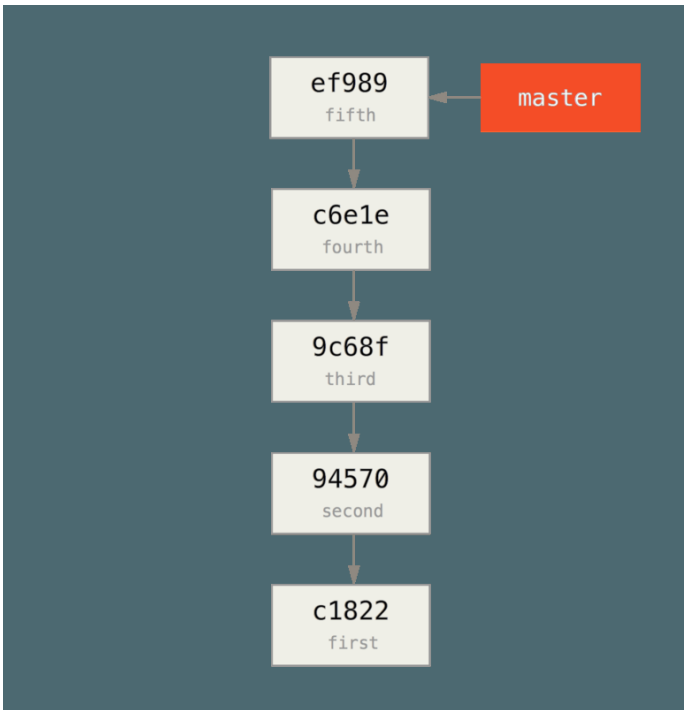 ef989
fifth
master
c6e1e
fourth
9c68f
third
94570
second
c1822
first